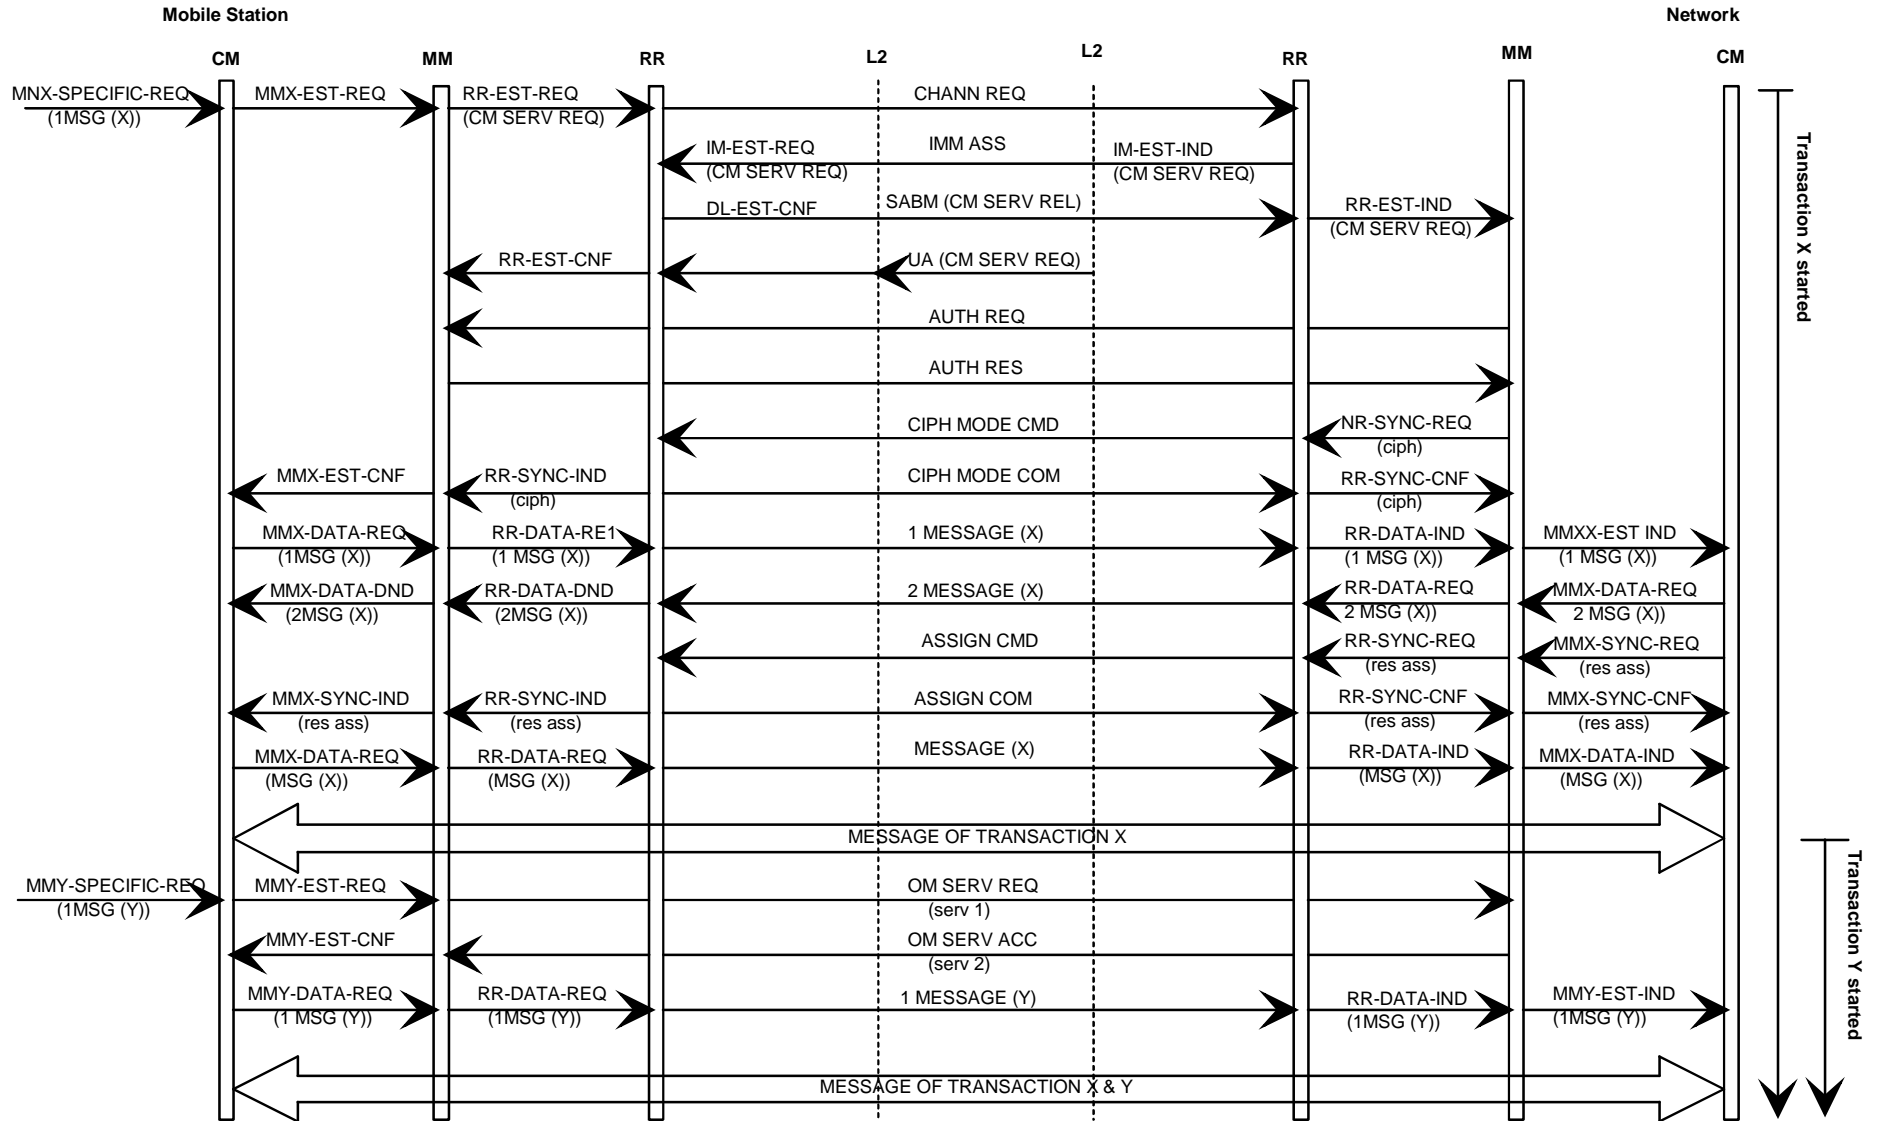 Mobile Station
Network
CM
MM
RR
L2
L2
RR
MM
CM
MNX-SPECIFIC-REQ
(1MSG (X))
MMX-EST-REQ
RR-EST-REQ
(CM SERV REQ)
CHANN REQ
IM-EST-REQ
(CM SERV REQ)
IMM ASS
IM-EST-IND
(CM SERV REQ)
DL-EST-CNF
SABM (CM SERV REL)
RR-EST-IND
(CM SERV REQ)
RR-EST-CNF
UA (CM SERV REQ)
AUTH REQ
AUTH RES
CIPH MODE CMD
NR-SYNC-REQ
(ciph)
MMX-EST-CNF
RR-SYNC-IND
(ciph)
CIPH MODE COM
RR-SYNC-CNF
(ciph)
MMX-DATA-REQ
(1MSG (X))
RR-DATA-RE1
(1 MSG (X))
1 MESSAGE (X)
RR-DATA-IND
(1 MSG (X))
MMXX-EST IND
(1 MSG (X))
MMX-DATA-DND
(2MSG (X))
RR-DATA-DND
(2MSG (X))
2 MESSAGE (X)
RR-DATA-REQ
2 MSG (X))
MMX-DATA-REQ
2 MSG (X))
ASSIGN CMD
RR-SYNC-REQ
(res ass)
MMX-SYNC-REQ
(res ass)
MMX-SYNC-IND
(res ass)
RR-SYNC-IND
(res ass)
ASSIGN COM
RR-SYNC-CNF
(res ass)
MMX-SYNC-CNF
(res ass)
MMX-DATA-REQ
(MSG (X))
RR-DATA-REQ
(MSG (X))
MESSAGE (X)
RR-DATA-IND
(MSG (X))
MMX-DATA-IND
(MSG (X))
MESSAGE OF TRANSACTION X
MMY-SPECIFIC-REQ
(1MSG (Y))
MMY-EST-REQ
OM SERV REQ
(serv 1)
MMY-EST-CNF
OM SERV ACC
(serv 2)
MMY-DATA-REQ
(1 MSG (Y))
RR-DATA-REQ
(1MSG (Y))
1 MESSAGE (Y)
RR-DATA-IND
(1MSG (Y))
MMY-EST-IND
(1MSG (Y))
MESSAGE OF TRANSACTION X & Y
Transaction X started
Transaction Y started